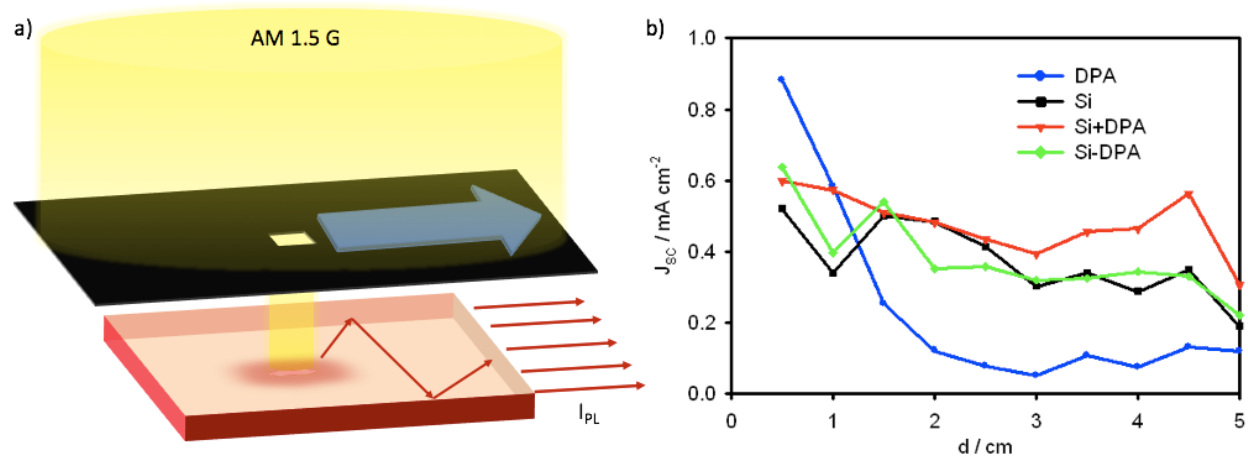 a)
AM 1.5 G
I_PL
b)
J_SC / mA cm⁻²
1.0
0.8
0.6
0.4
0.2
0.0
DPA
Si
Si+DPA
Si-DPA
0 1 2 3 4 5
d / cm